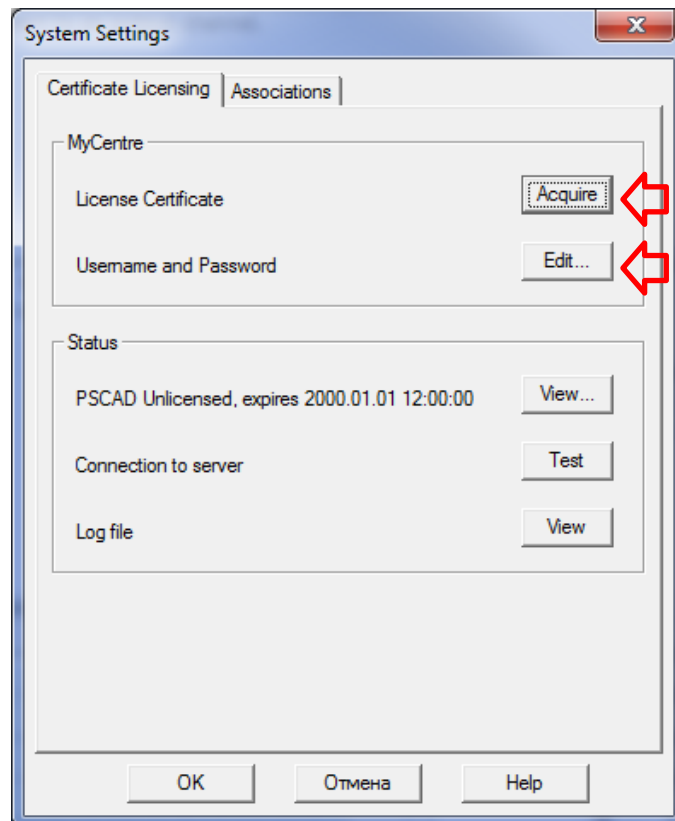 System Settings
Certificate Licensing
Associations
MyCentre
License Certificate
Acquire
Username and Password
Edit...
Status
PSCAD Unlicensed, expires 2000.01.01 12:00:00
View...
Connection to server
Test
Log file
View
OK
Отмена
Help